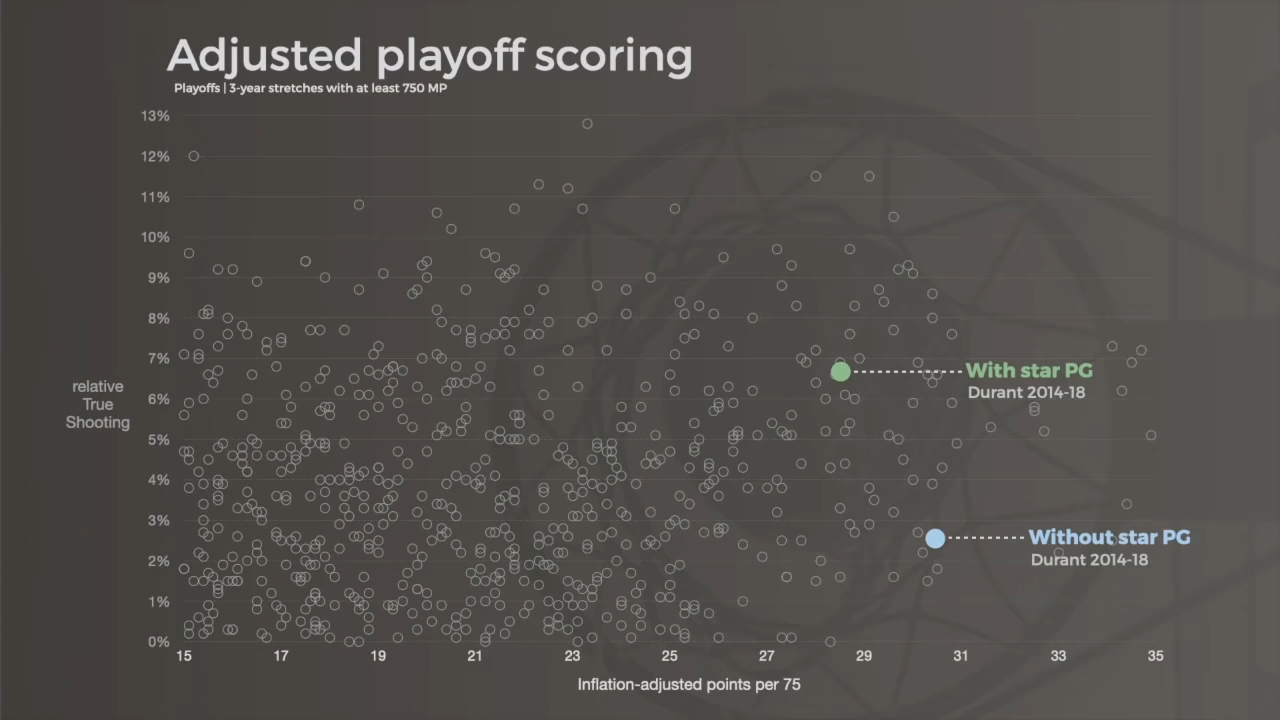 Adjusted playoff scoring
Playoffs | 3-year stretches with at least 750 MP
13%
12%
11%
10%
9%
8%
7%
6%
5%
4%
3%
2%
1%
0%
relative
True
Shooting
With star PG
Durant 2014-18
Without star PG
Durant 2014-18
15 17 19 21 23 25 27 29 31 33 35
Inflation-adjusted points per 75